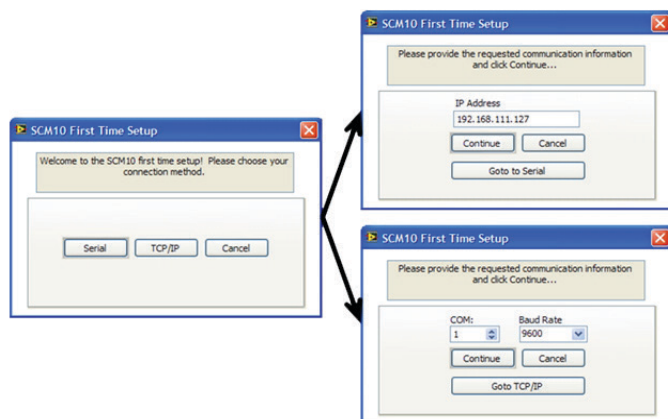 SCM10 First Time Setup
Welcome to the SCM10 first time setup!  Please choose your
connection method.
Serial
TCP/IP
Cancel
SCM10 First Time Setup
Please provide the requested communication information
and click Continue...
IP Address
192.168.111.127
Continue
Cancel
Goto to Serial
SCM10 First Time Setup
Please provide the requested communication information
and click Continue...
COM: Baud Rate
1 9600
Continue
Cancel
Goto TCP/IP